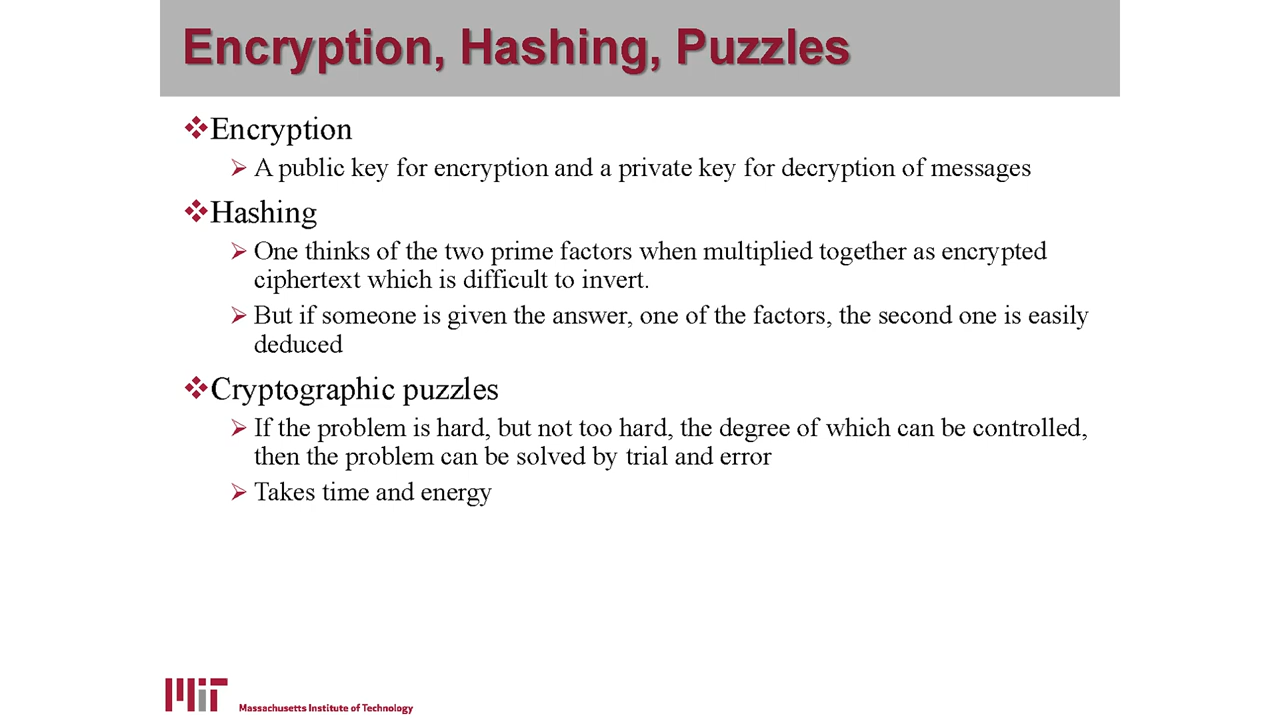 Encryption, Hashing, Puzzles
Encryption
A public key for encryption and a private key for decryption of messages
Hashing
One thinks of the two prime factors when multiplied together as encrypted
ciphertext which is difficult to invert.
But if someone is given the answer, one of the factors, the second one is easily
deduced
Cryptographic puzzles
If the problem is hard, but not too hard, the degree of which can be controlled,
then the problem can be solved by trial and error
Takes time and energy
MIT
Massachusetts Institute of Technology